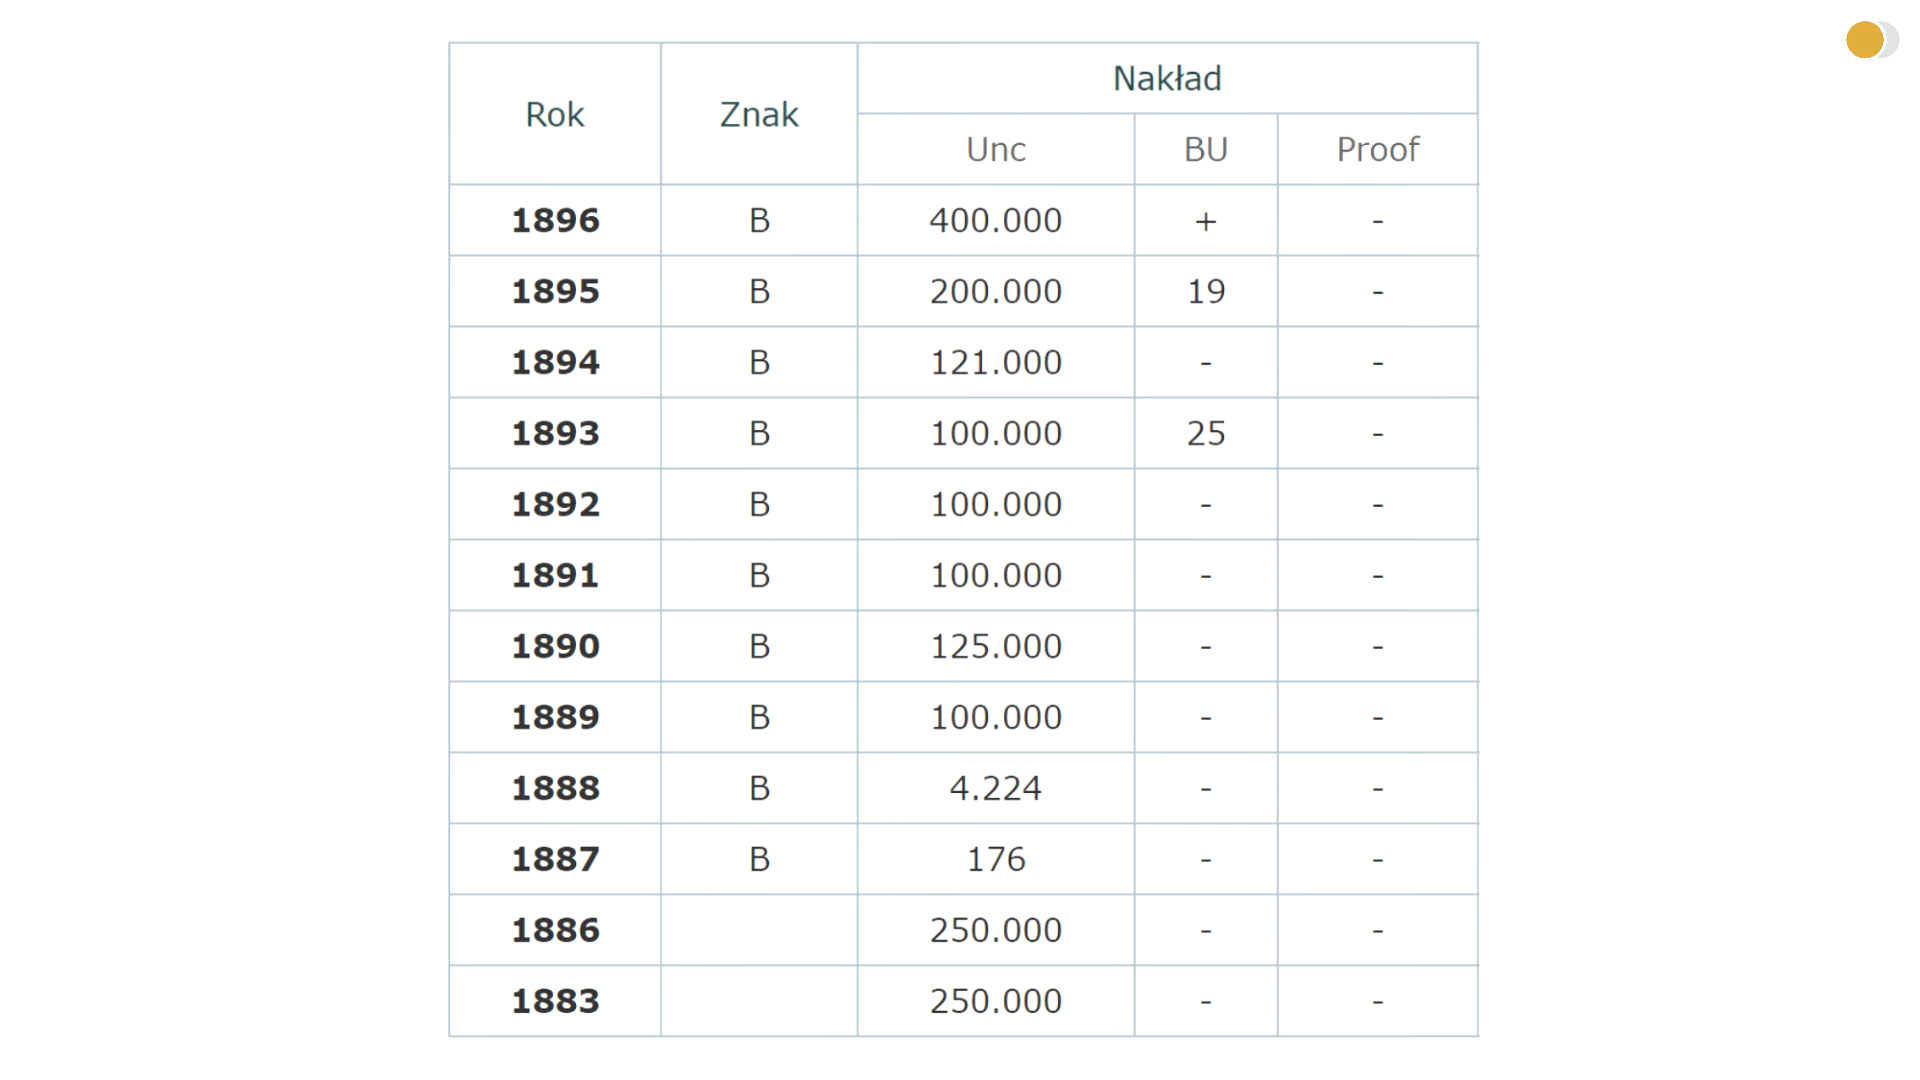 Rok Znak Nakład
Unc BU Proof
1896 B 400.000 + -
1895 B 200.000 19 -
1894 B 121.000 - -
1893 B 100.000 25 -
1892 B 100.000 - -
1891 B 100.000 - -
1890 B 125.000 - -
1889 B 100.000 - -
1888 B 4.224 - -
1887 B 176 - -
1886 250.000 - -
1883 250.000 - -